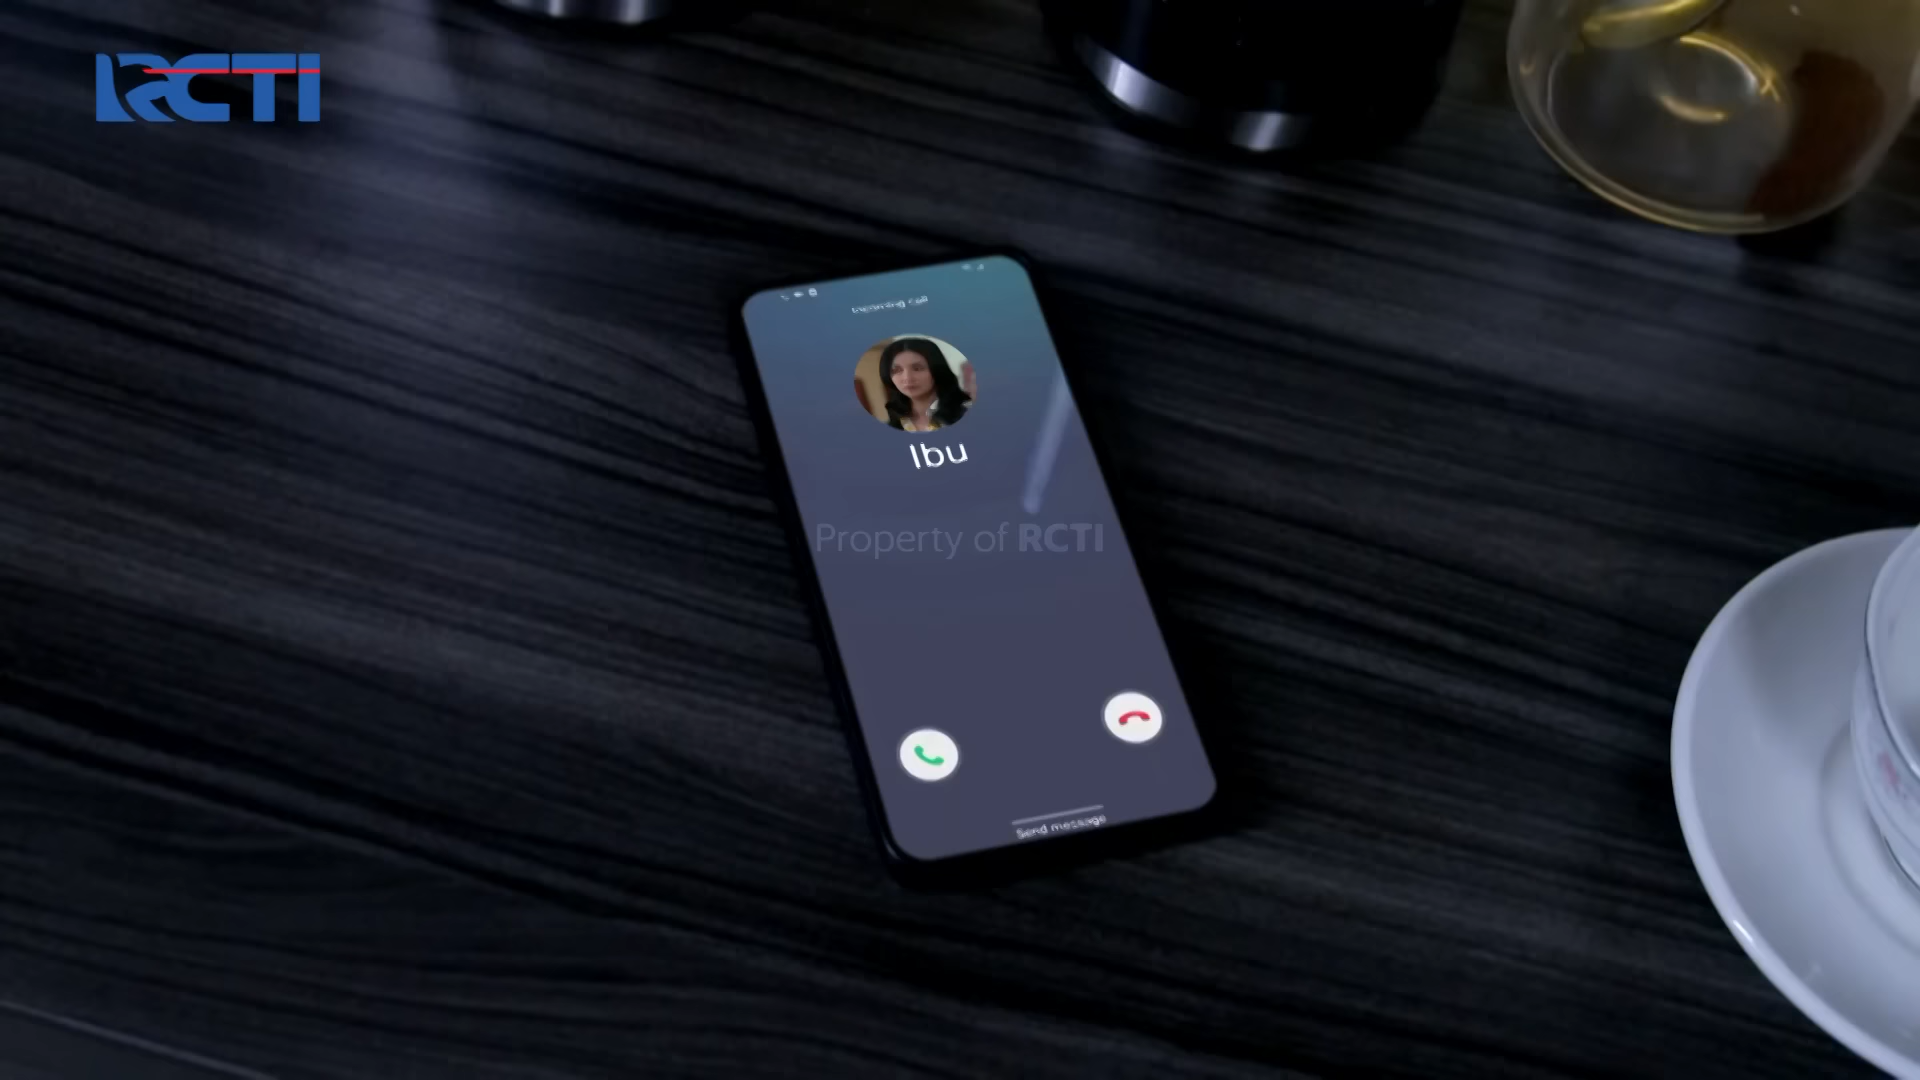 RCTI
Incoming call
Ibu
Property of RCTI
Send message